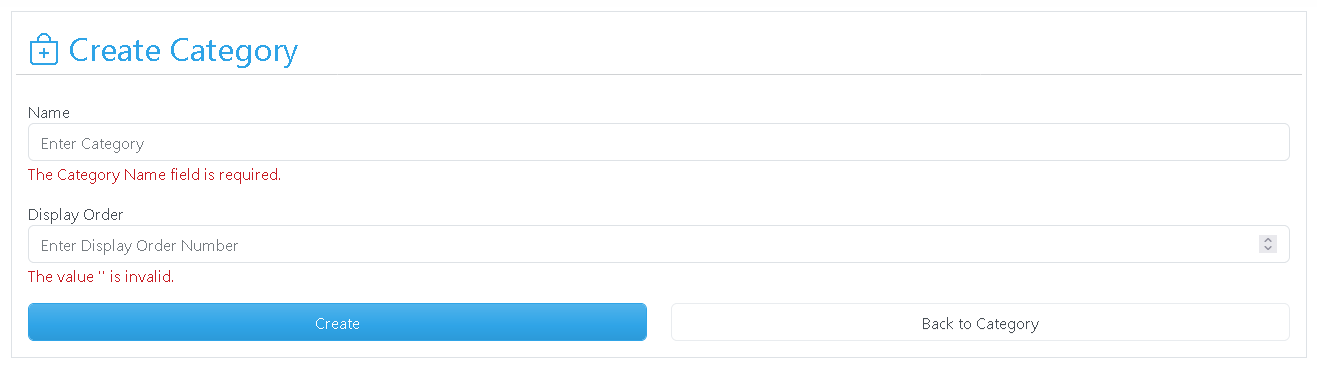 Create Category
Name
Enter Category
The Category Name field is required.
Display Order
Enter Display Order Number
The value '' is invalid.
Create
Back to Category